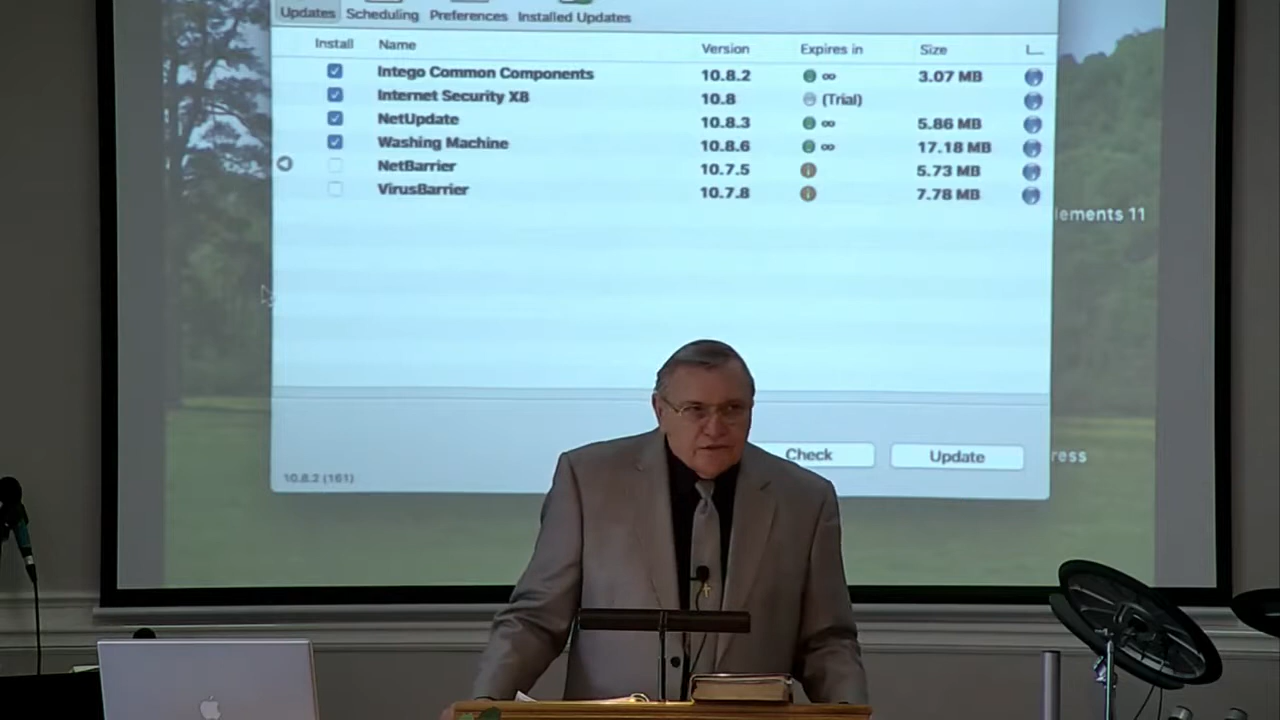 Updates Scheduling Preferences Installed Updates
Install Name Version Expires in Size L...
Intego Common Components 10.8.2 ∞ 3.07 MB
Internet Security X8 10.8 (Trial)
NetUpdate 10.8.3 ∞ 5.86 MB
Washing Machine 10.8.6 ∞ 17.18 MB
NetBarrier 10.7.5 5.73 MB
VirusBarrier 10.7.8 7.78 MB
lements 11
Check Update ress
10.8.2 (161)